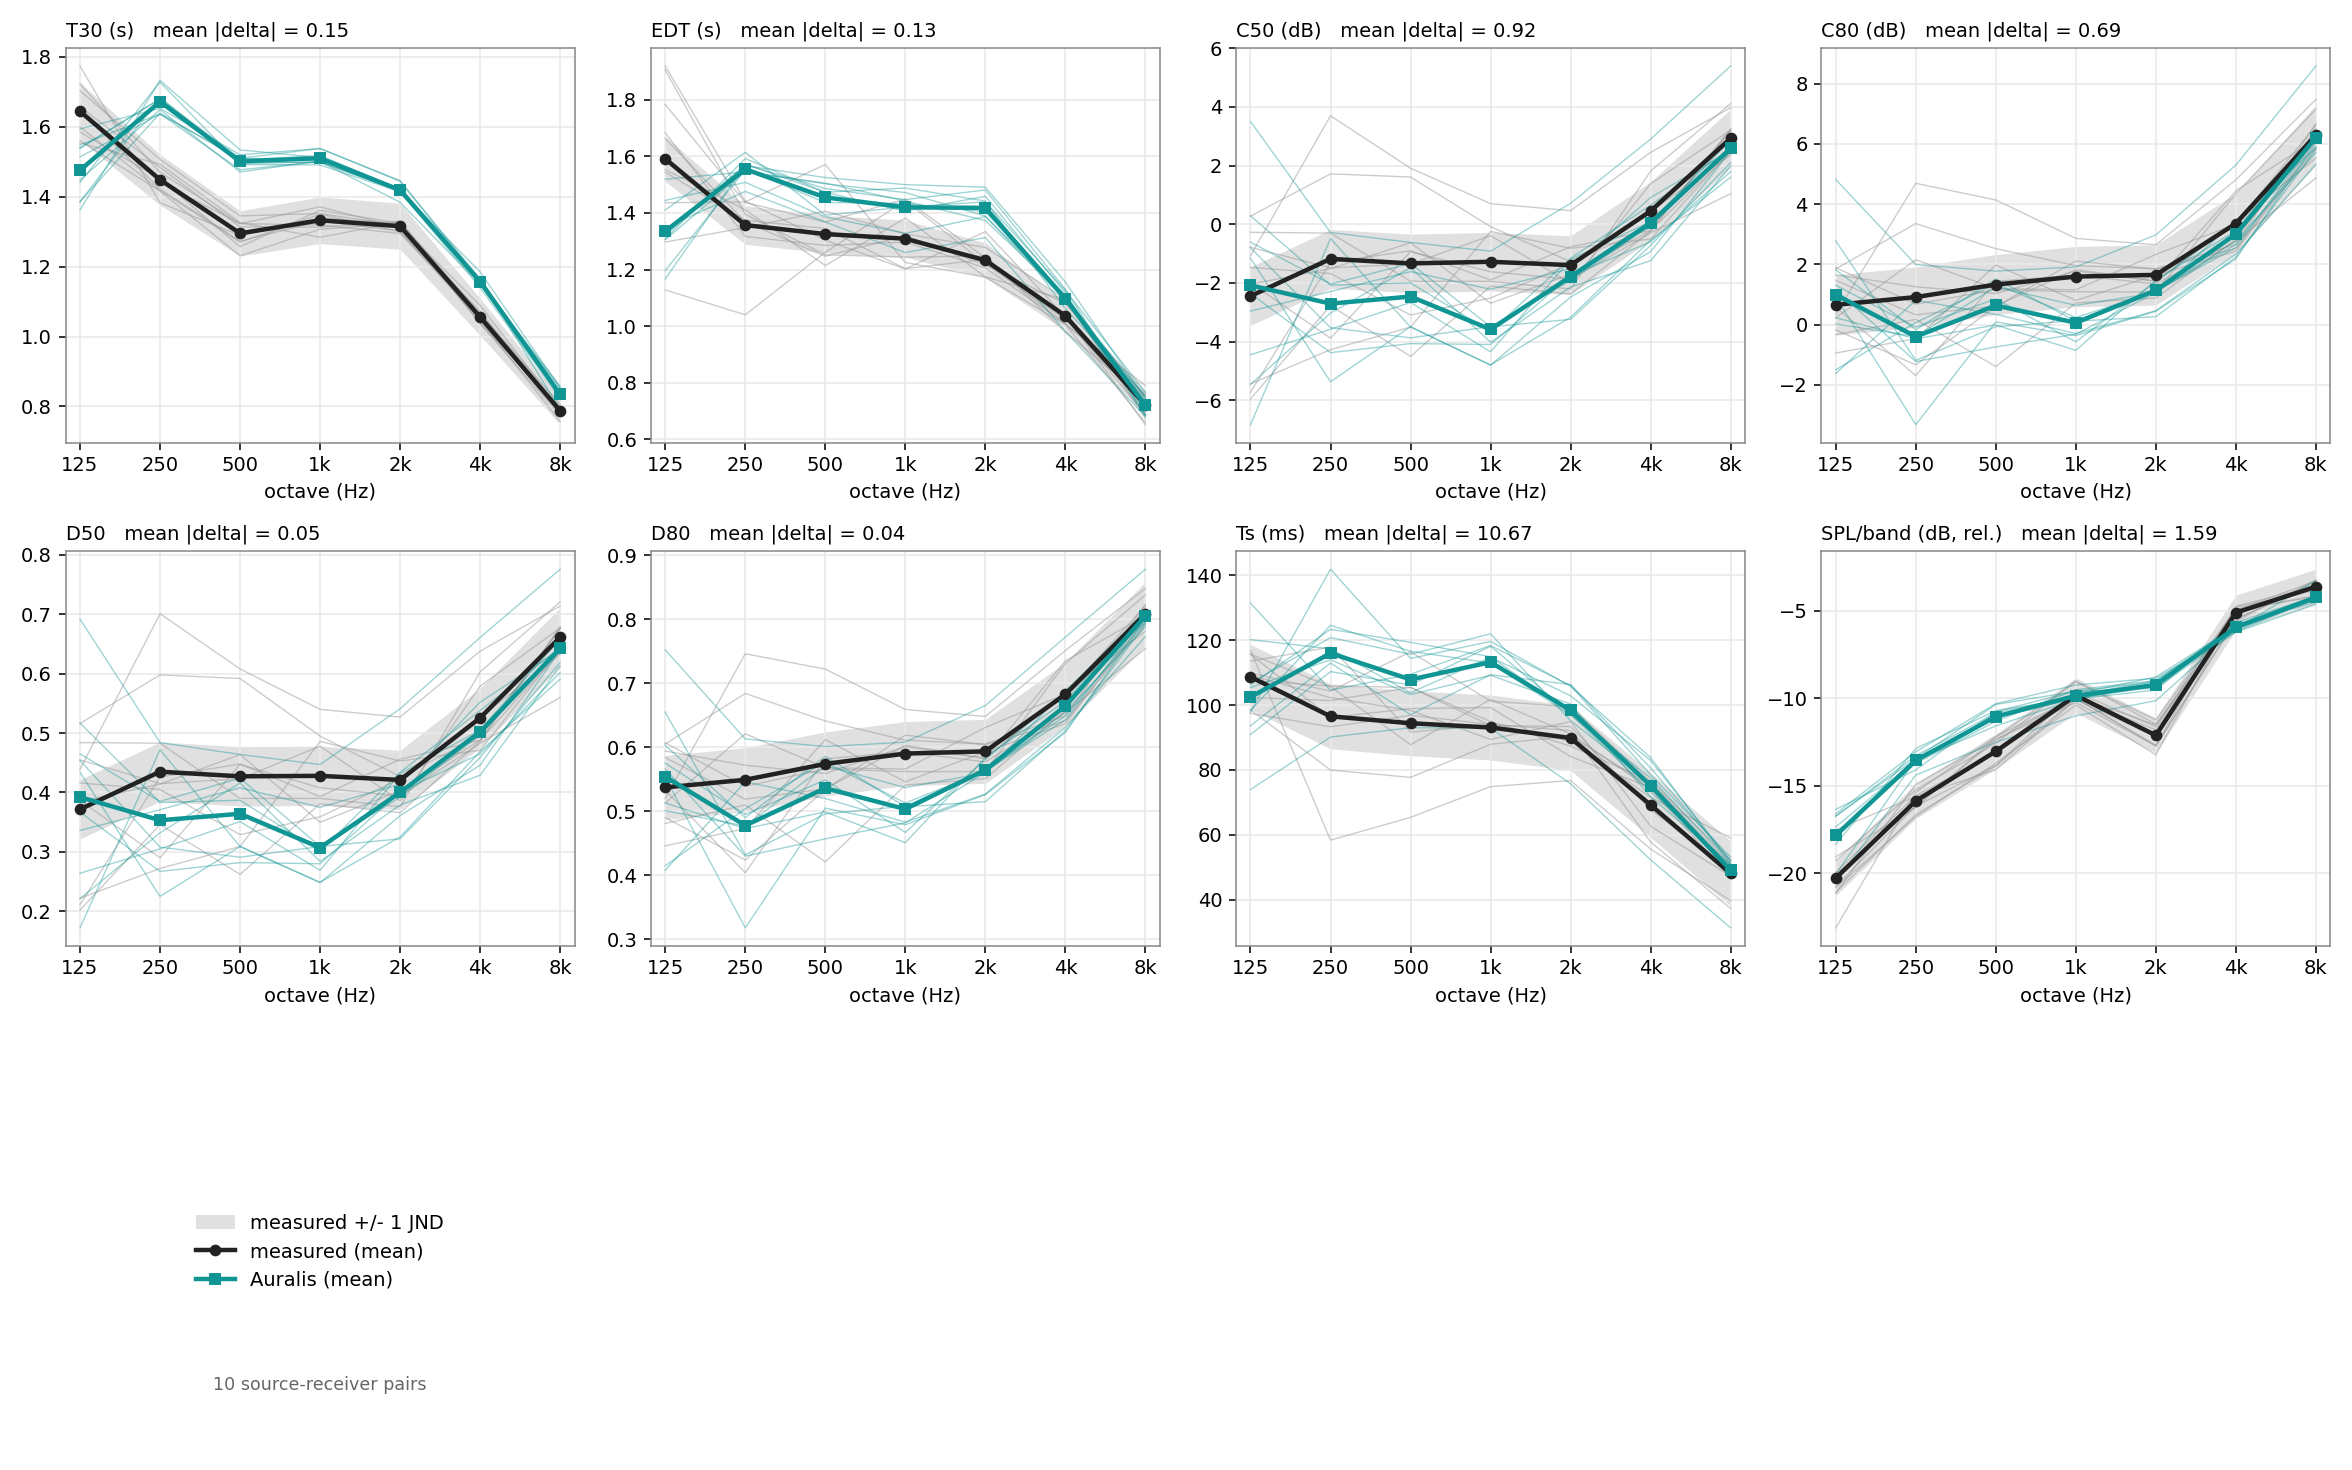 T30 (s)   mean |delta| = 0.15
1.8
1.6
1.4
1.2
1.0
0.8
125 250 500 1k 2k 4k 8k
octave (Hz)
EDT (s)   mean |delta| = 0.13
1.8
1.6
1.4
1.2
1.0
0.8
0.6
125 250 500 1k 2k 4k 8k
octave (Hz)
C50 (dB)   mean |delta| = 0.92
6
4
2
0
−2
−4
−6
125 250 500 1k 2k 4k 8k
octave (Hz)
C80 (dB)   mean |delta| = 0.69
8
6
4
2
0
−2
125 250 500 1k 2k 4k 8k
octave (Hz)
D50   mean |delta| = 0.05
0.8
0.7
0.6
0.5
0.4
0.3
0.2
125 250 500 1k 2k 4k 8k
octave (Hz)
D80   mean |delta| = 0.04
0.9
0.8
0.7
0.6
0.5
0.4
0.3
125 250 500 1k 2k 4k 8k
octave (Hz)
Ts (ms)   mean |delta| = 10.67
140
120
100
80
60
40
125 250 500 1k 2k 4k 8k
octave (Hz)
SPL/band (dB, rel.)   mean |delta| = 1.59
−5
−10
−15
−20
125 250 500 1k 2k 4k 8k
octave (Hz)
measured +/- 1 JND
measured (mean)
Auralis (mean)
10 source-receiver pairs